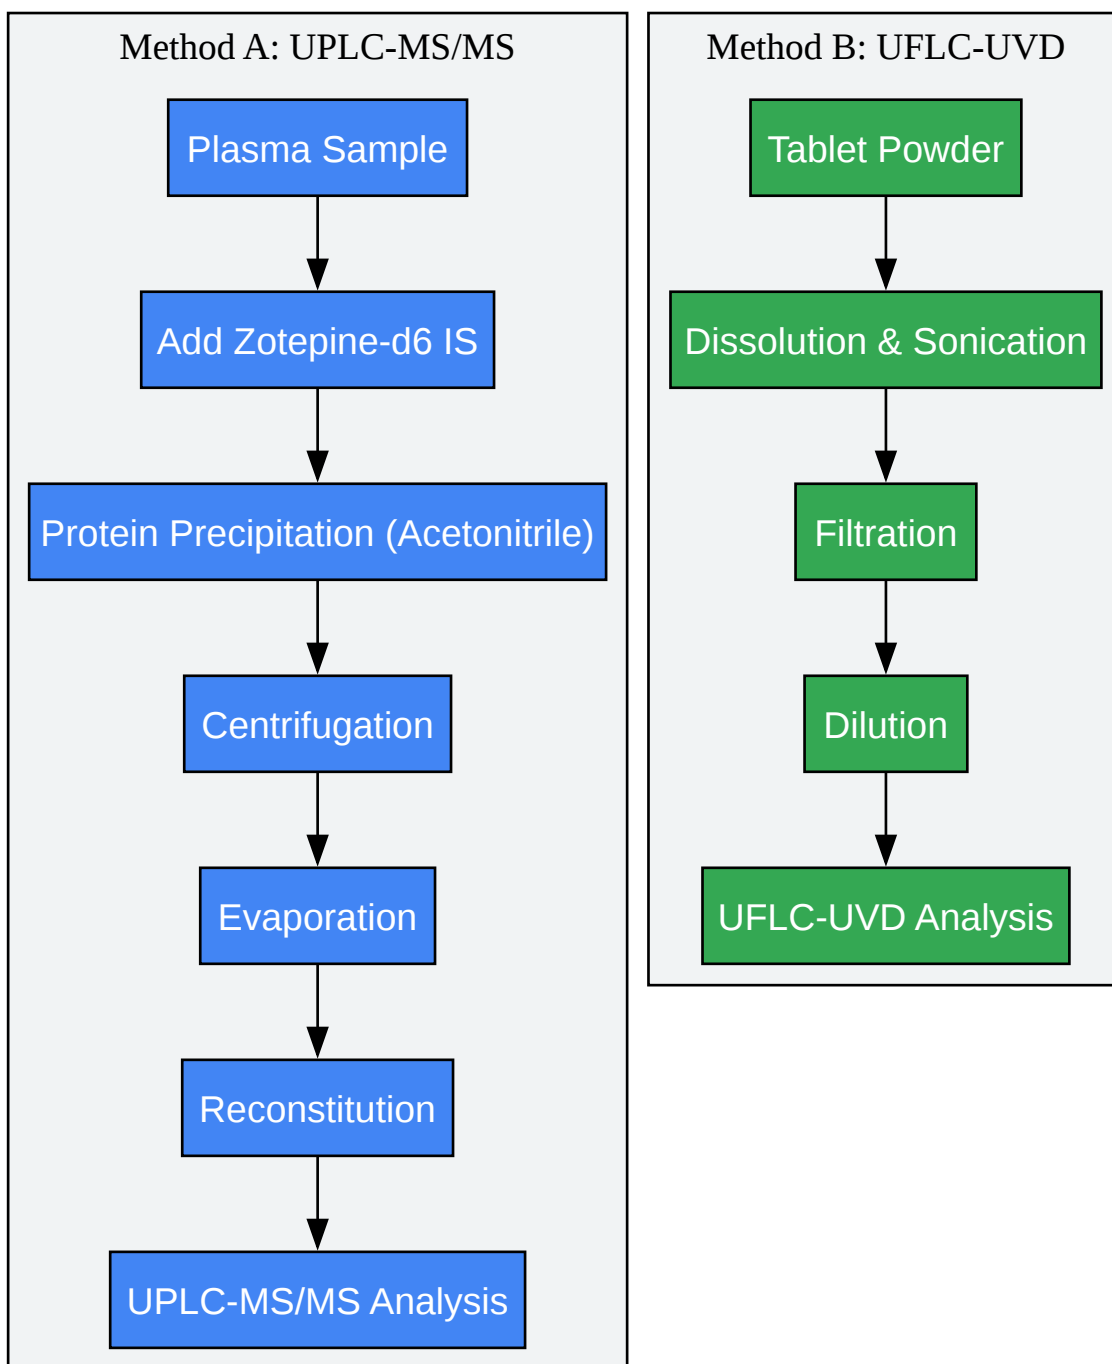 Method A: UPLC-MS/MS
Plasma Sample
Add Zotepine-d6 IS
Protein Precipitation (Acetonitrile)
Centrifugation
Evaporation
Reconstitution
UPLC-MS/MS Analysis
Method B: UFLC-UVD
Tablet Powder
Dissolution & Sonication
Filtration
Dilution
UFLC-UVD Analysis